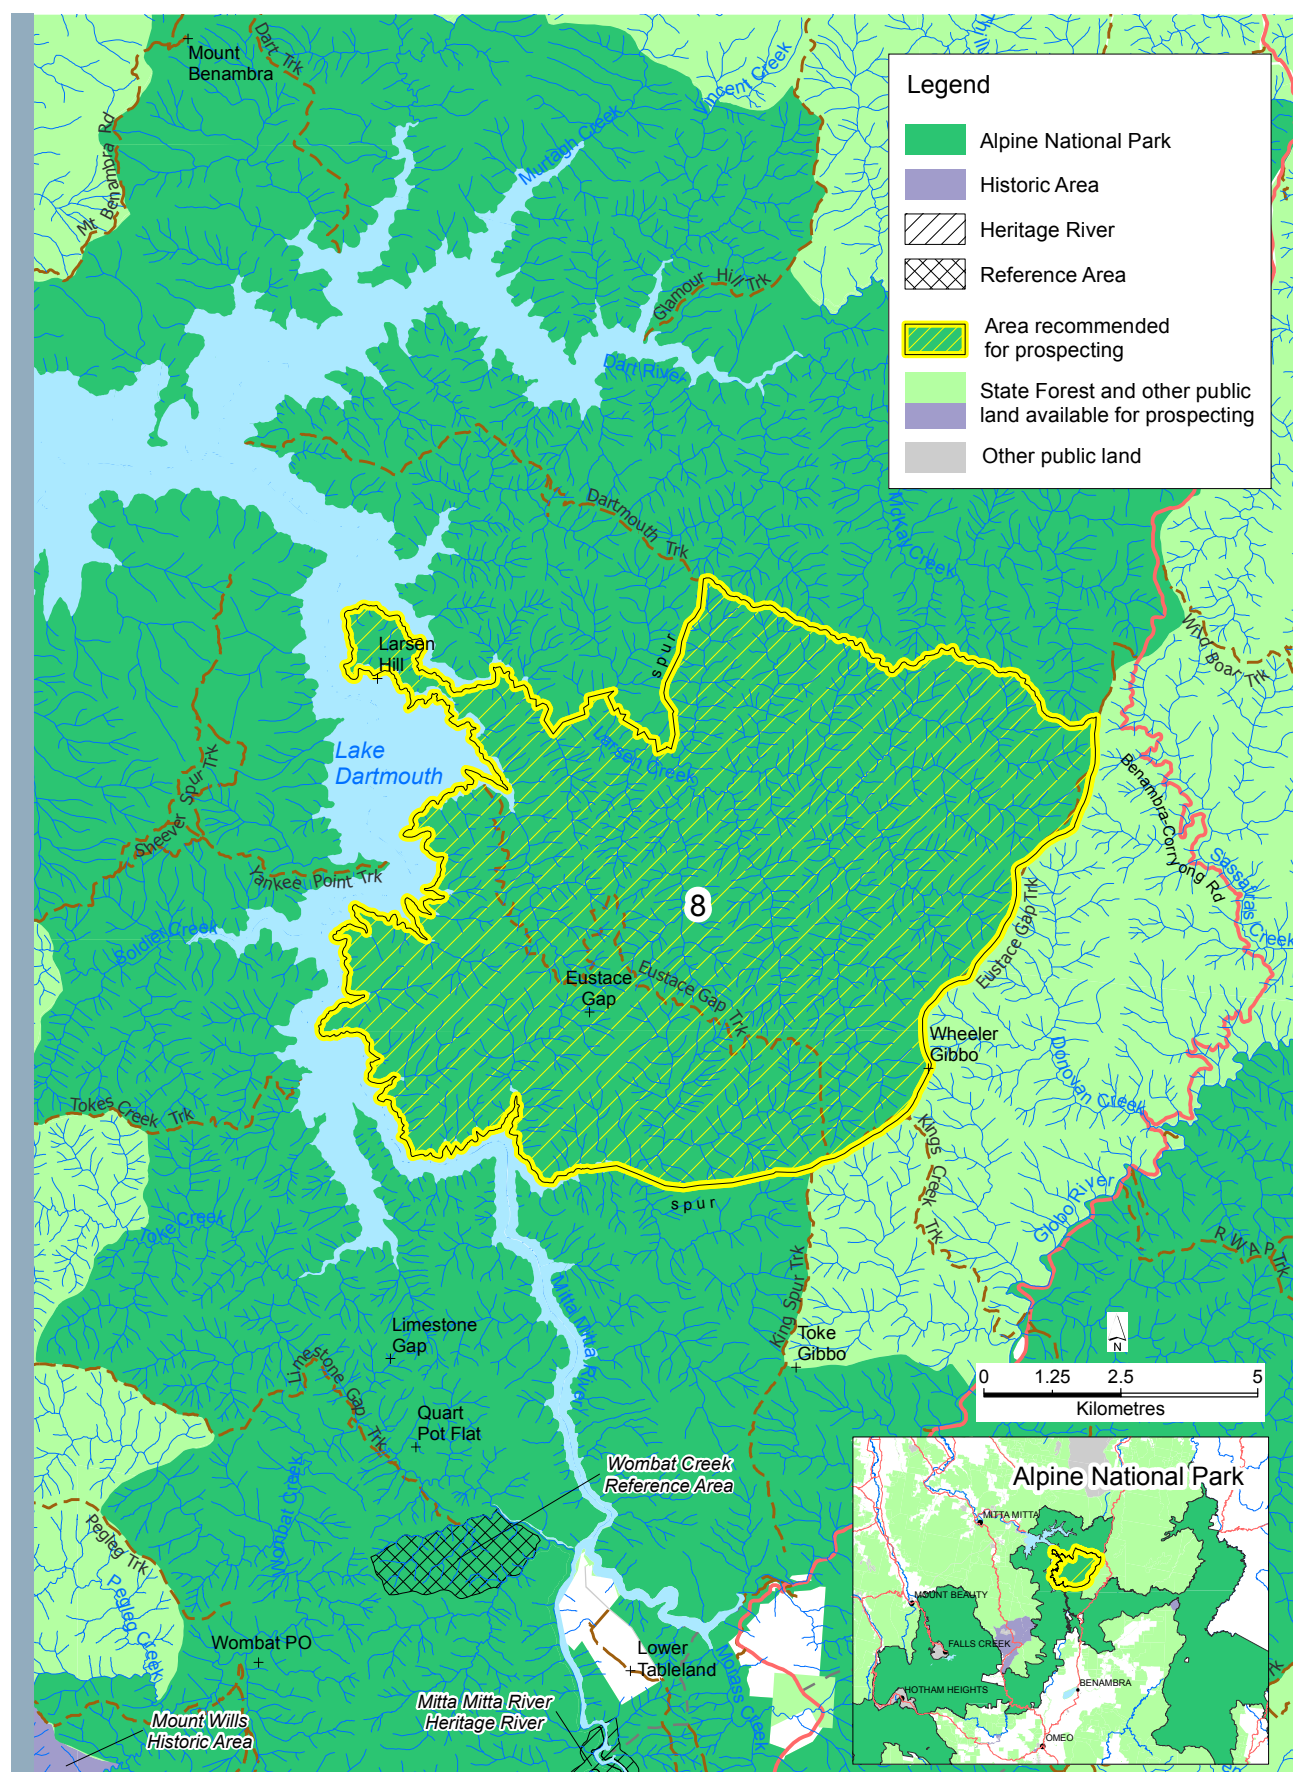 Mount
Benambra
Dart Trk
Mt Benambra Rd
Vincent Creek
Murtagh Creek
Glamour Hill Trk
Dart River
Legend
Alpine National Park
Historic Area
Heritage River
Reference Area
Area recommended
for prospecting
State Forest and other public
land available for prospecting
Other public land
Dartmouth Trk
McKay Creek
Wild Boar Trk
spur
Larsen
Hill
Larsen Creek
Lake
Dartmouth
Benambra-Corryong Rd
Sassafras Creek
Sheever Spur Trk
Yankee Point Trk
Soldier Creek
8
Eustace Gap Trk
Eustace
Gap
Eustace Gap Trk
Wheeler
Gibbo
Donovan Creek
Kings Creek Trk
Tokes Creek Trk
spur
Toke Creek
Gibbo River
R W A P Trk
Mitta Mitta River
King Spur Trk
Limestone
Gap
Toke
Gibbo
Limestone Gap Trk
N
0 1.25 2.5 5
Kilometres
Quart
Pot Flat
Wombat Creek
Reference Area
Wombat Creek
Pegleg Trk
Pegleg Creek
Wombat PO
Lower
Tableland
Morass Creek
Mitta Mitta River
Heritage River
Mount Wills
Historic Area
Alpine National Park
MITTA MITTA
MOUNT BEAUTY
FALLS CREEK
HOTHAM HEIGHTS
BENAMBRA
OMEO